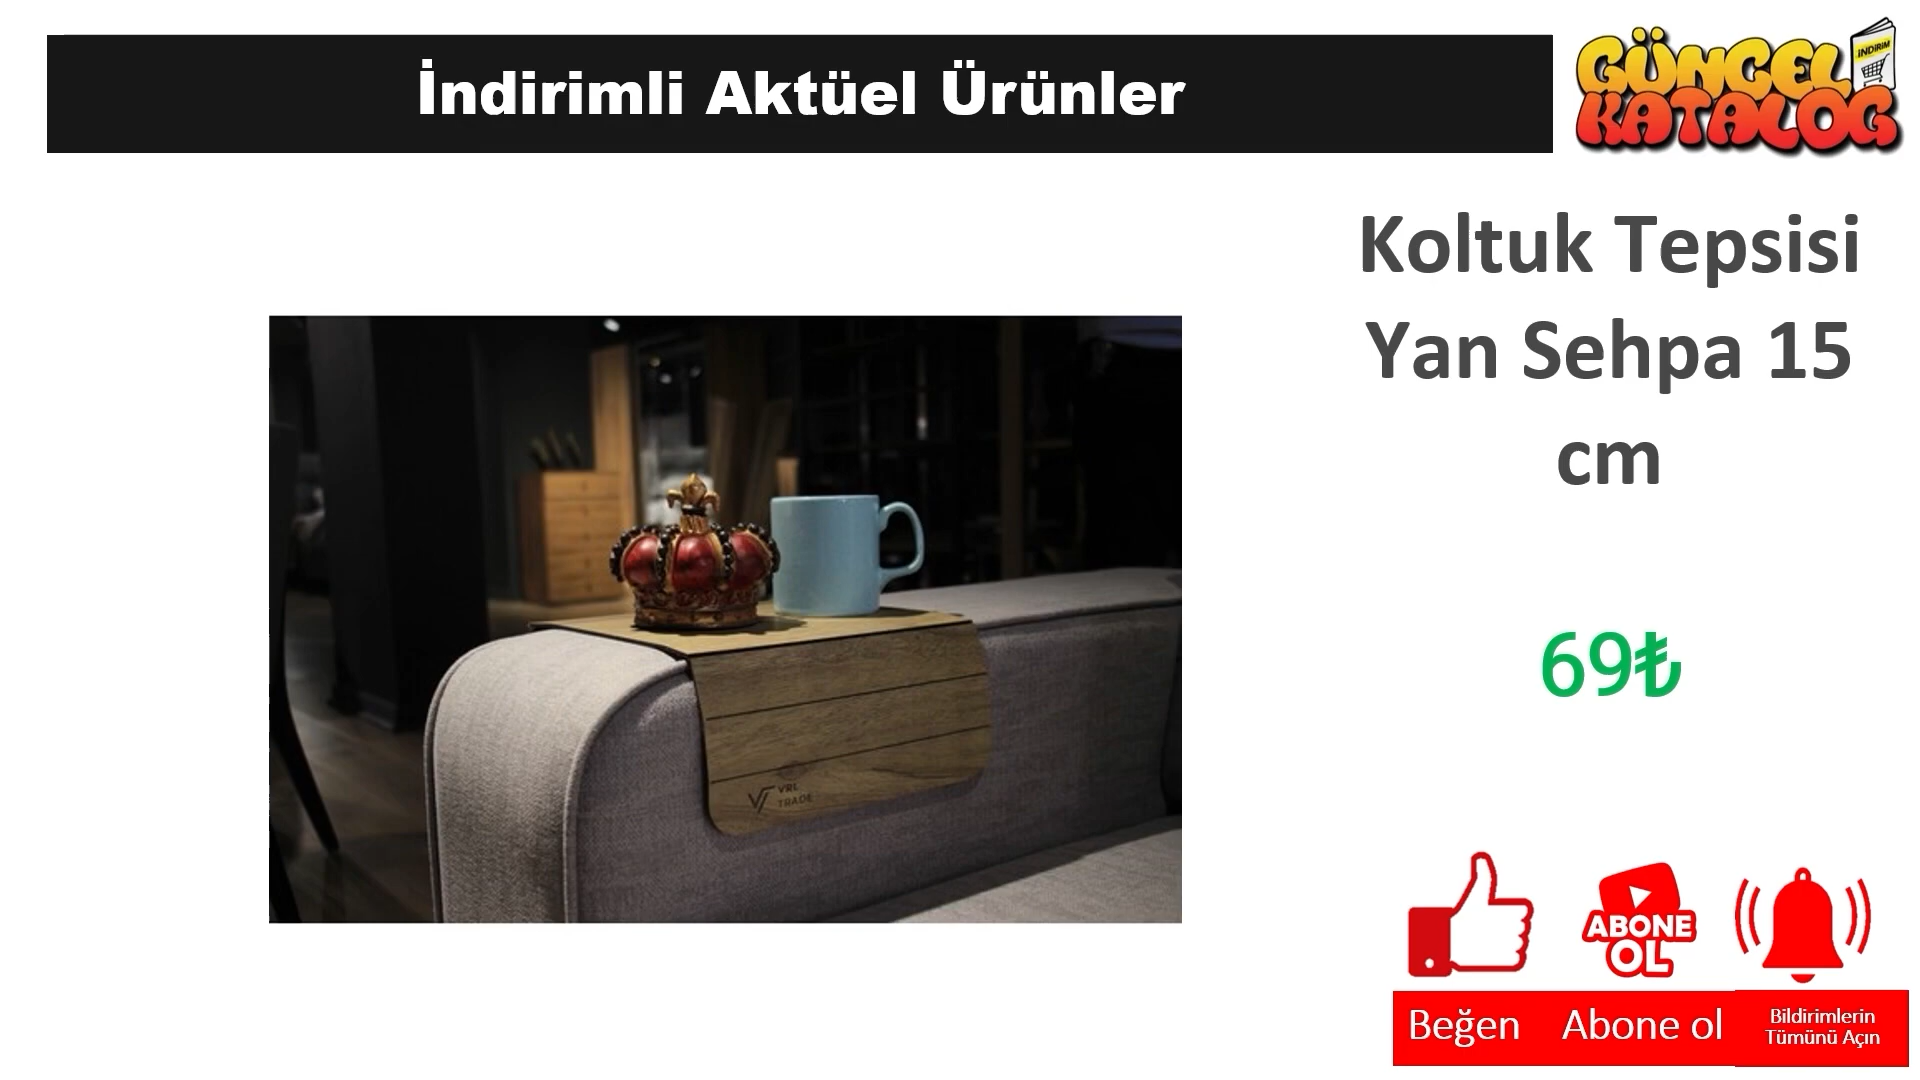 İndirimli Aktüel Ürünler
GÜNCEL
KATALOG
İNDİRİM
Koltuk Tepsisi
Yan Sehpa 15
cm
69₺
VRL
TRADE
ABONE
OL
Beğen
Abone ol
Bildirimlerin
Tümünü Açın